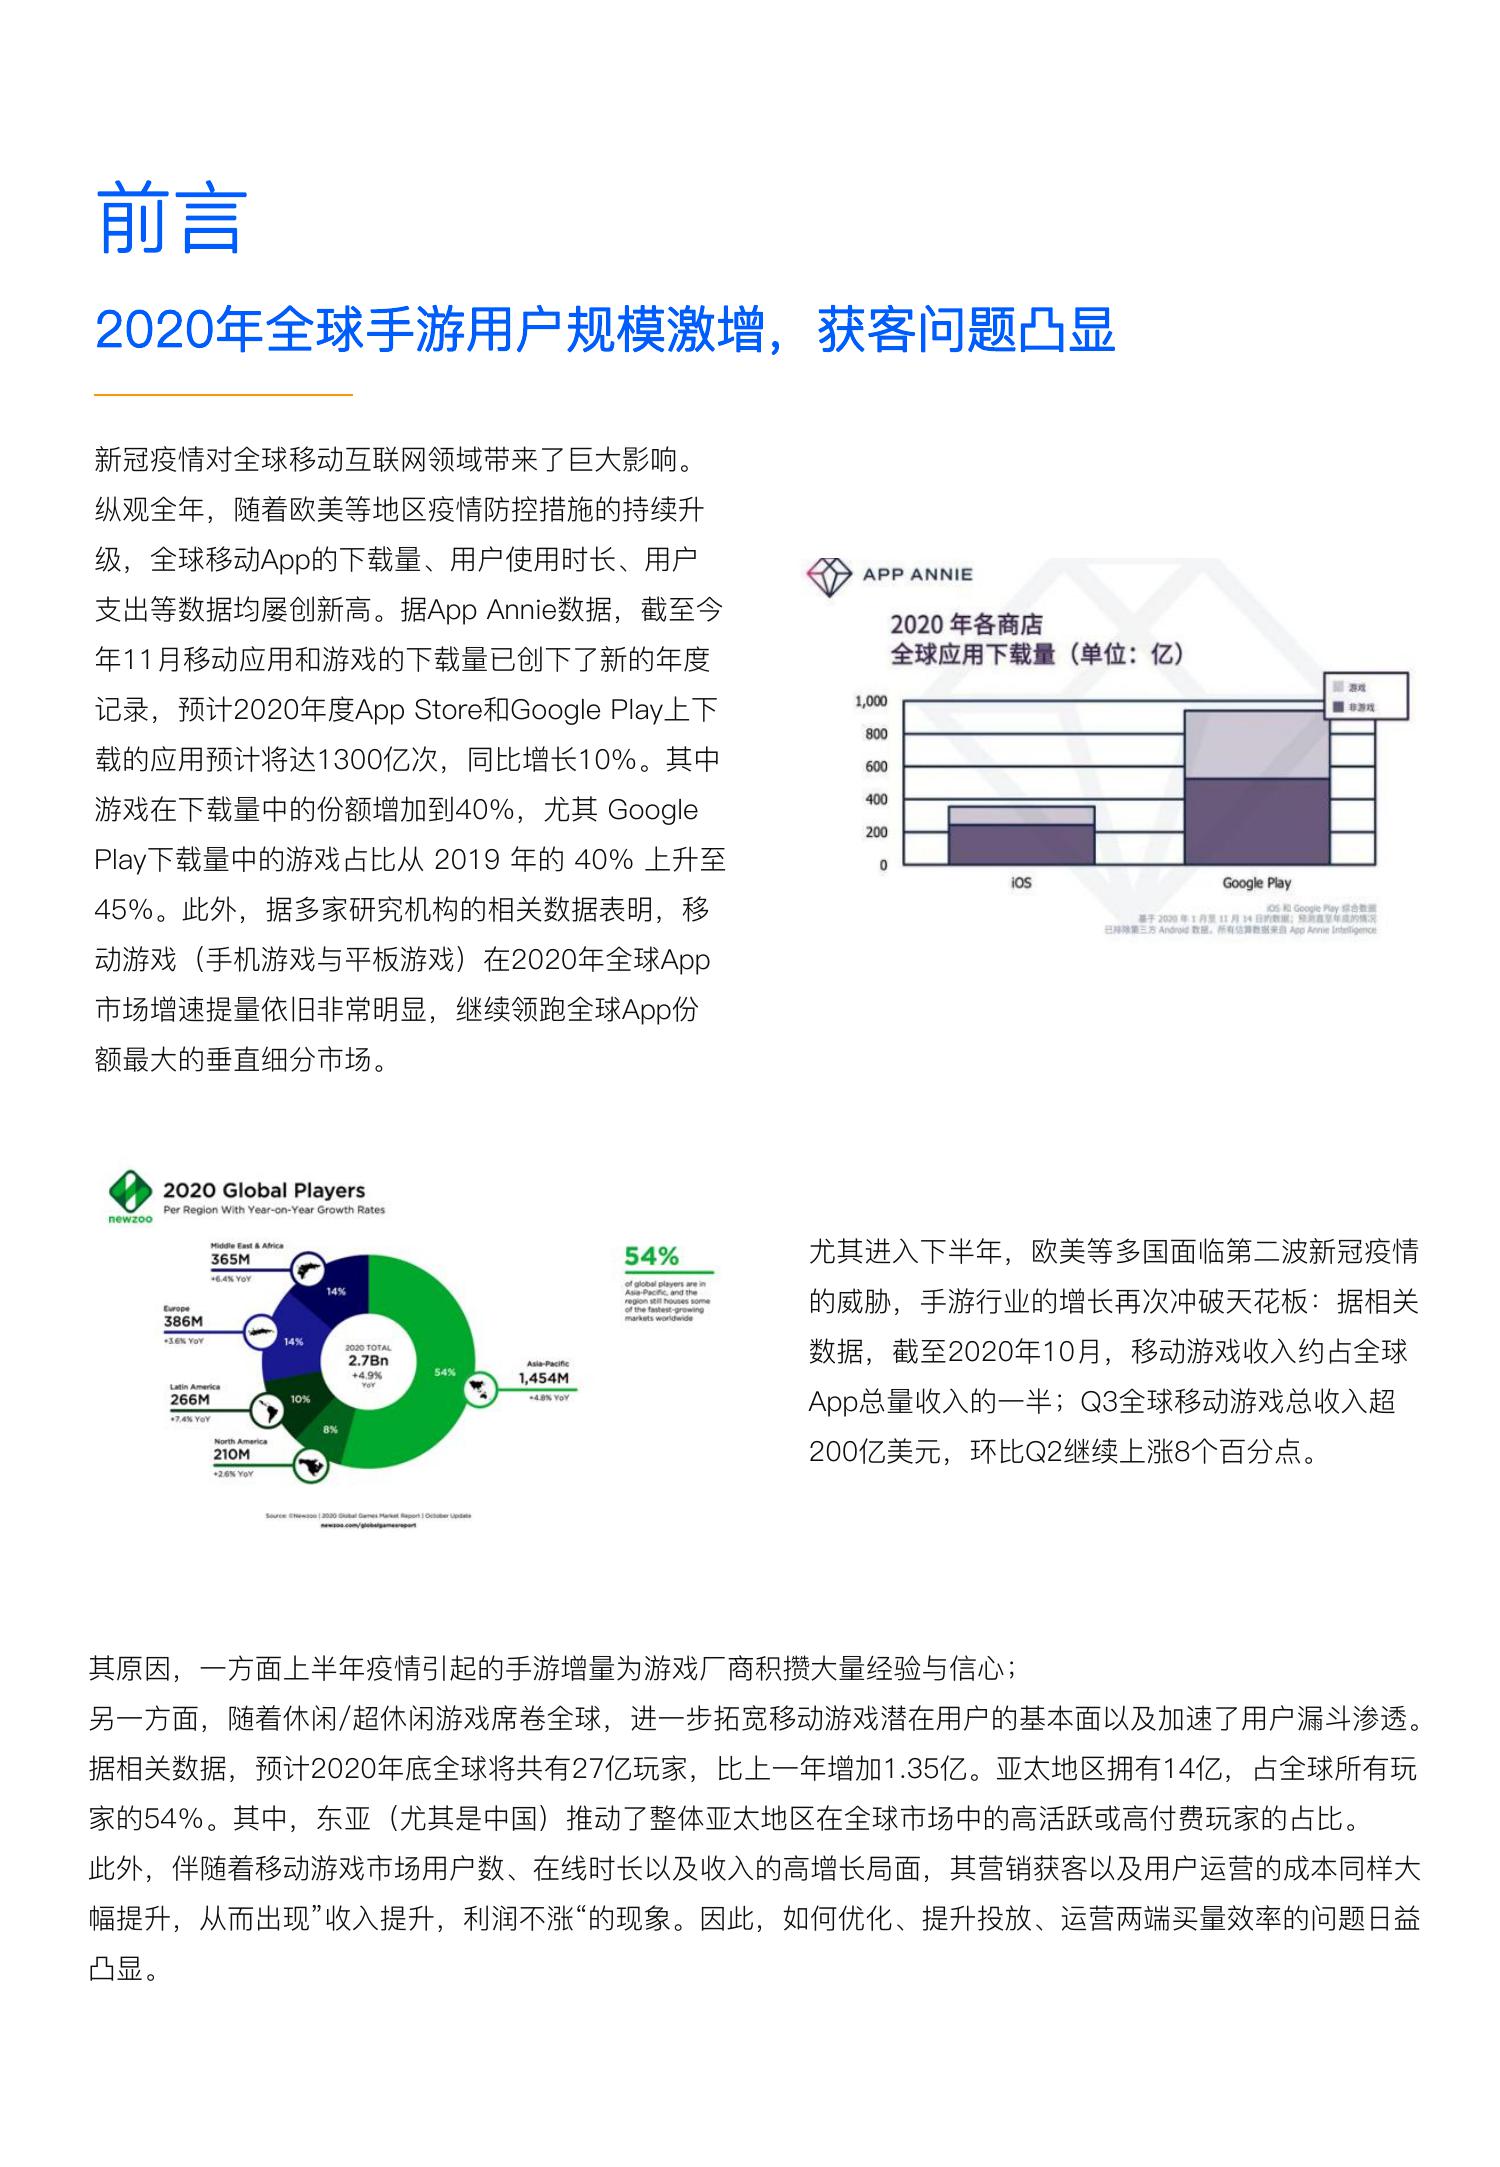 前言
2020年全球手游用户规模激增，获客问题凸显
新冠疫情对全球移动互联网领域带来了巨大影响。
纵观全年，随着欧美等地区疫情防控措施的持续升
级，全球移动App的下载量、用户使用时长、用户
支出等数据均屡创新高。据App Annie数据，截至今
年11月移动应用和游戏的下载量已创下了新的年度
记录，预计2020年度App Store和Google Play上下
载的应用预计将达1300亿次，同比增长10%。其中
游戏在下载量中的份额增加到40%，尤其 Google
Play下载量中的游戏占比从 2019 年的 40% 上升至
45%。此外，据多家研究机构的相关数据表明，移
动游戏（手机游戏与平板游戏）在2020年全球App
市场增速提量依旧非常明显，继续领跑全球App份
额最大的垂直细分市场。
APP ANNIE
2020 年各商店
全球应用下载量（单位：亿）
游戏
非游戏
1,000
800
600
400
200
0
iOS
Google Play
iOS 和 Google Play 综合数据
基于 2020 年 1 月至 11 月 14 日的数据；预测直至年底的情况
已排除第三方 Android 数据。所有估算数据来自 App Annie Intelligence
newzoo
2020 Global Players
Per Region With Year-on-Year Growth Rates
Middle East & Africa
365M
+6.4% YoY
14%
Europe
386M
+3.6% YoY
14%
Latin America
266M
+7.4% YoY
10%
North America
210M
+2.6% YoY
8%
2020 TOTAL
2.7Bn
+4.9%
YoY
54%
Asia-Pacific
1,454M
+4.8% YoY
54%
of global players are in
Asia-Pacific, and the
region still houses some
of the fastest-growing
markets worldwide
Source: ©Newzoo | 2020 Global Games Market Report | October Update
newzoo.com/globalgamesreport
尤其进入下半年，欧美等多国面临第二波新冠疫情
的威胁，手游行业的增长再次冲破天花板：据相关
数据，截至2020年10月，移动游戏收入约占全球
App总量收入的一半；Q3全球移动游戏总收入超
200亿美元，环比Q2继续上涨8个百分点。
其原因，一方面上半年疫情引起的手游增量为游戏厂商积攒大量经验与信心；
另一方面，随着休闲/超休闲游戏席卷全球，进一步拓宽移动游戏潜在用户的基本面以及加速了用户漏斗渗透。
据相关数据，预计2020年底全球将共有27亿玩家，比上一年增加1.35亿。亚太地区拥有14亿，占全球所有玩
家的54%。其中，东亚（尤其是中国）推动了整体亚太地区在全球市场中的高活跃或高付费玩家的占比。
此外，伴随着移动游戏市场用户数、在线时长以及收入的高增长局面，其营销获客以及用户运营的成本同样大
幅提升，从而出现”收入提升，利润不涨“的现象。因此，如何优化、提升投放、运营两端买量效率的问题日益
凸显。